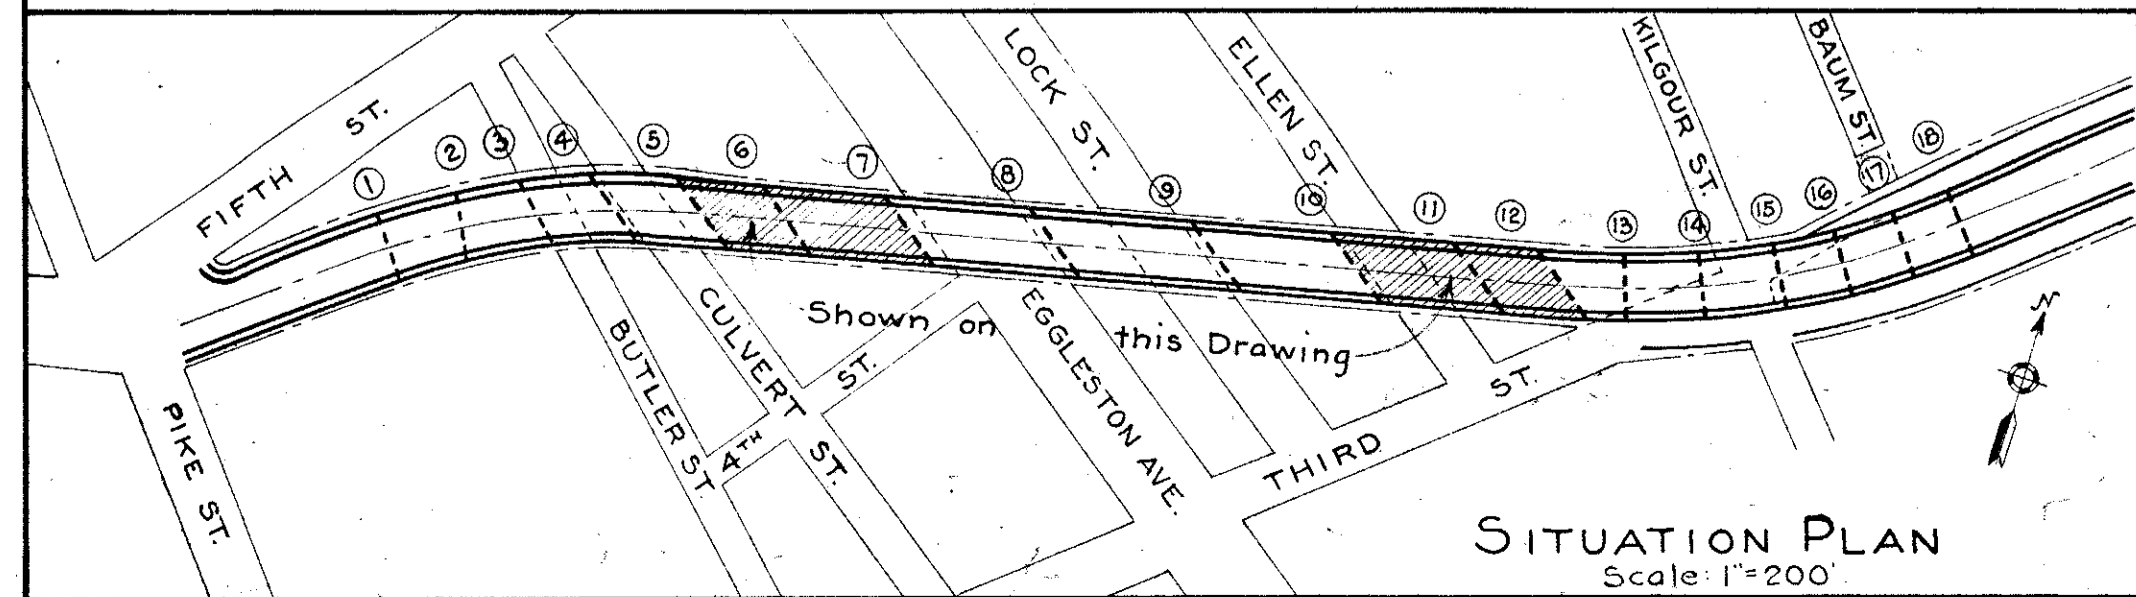 FIFTH ST.
LOCK ST.
ELLEN ST.
KILGOUR ST.
BAUM ST.
1
2
3
4
5
6
7
8
9
10
11
12
13
14
15
16
17
18
Shown on this Drawing
PIKE ST.
BUTLER ST.
CULVERT ST.
4TH ST.
EGGLESTON AVE.
THIRD ST.
N
SITUATION PLAN
Scale: 1"=200'